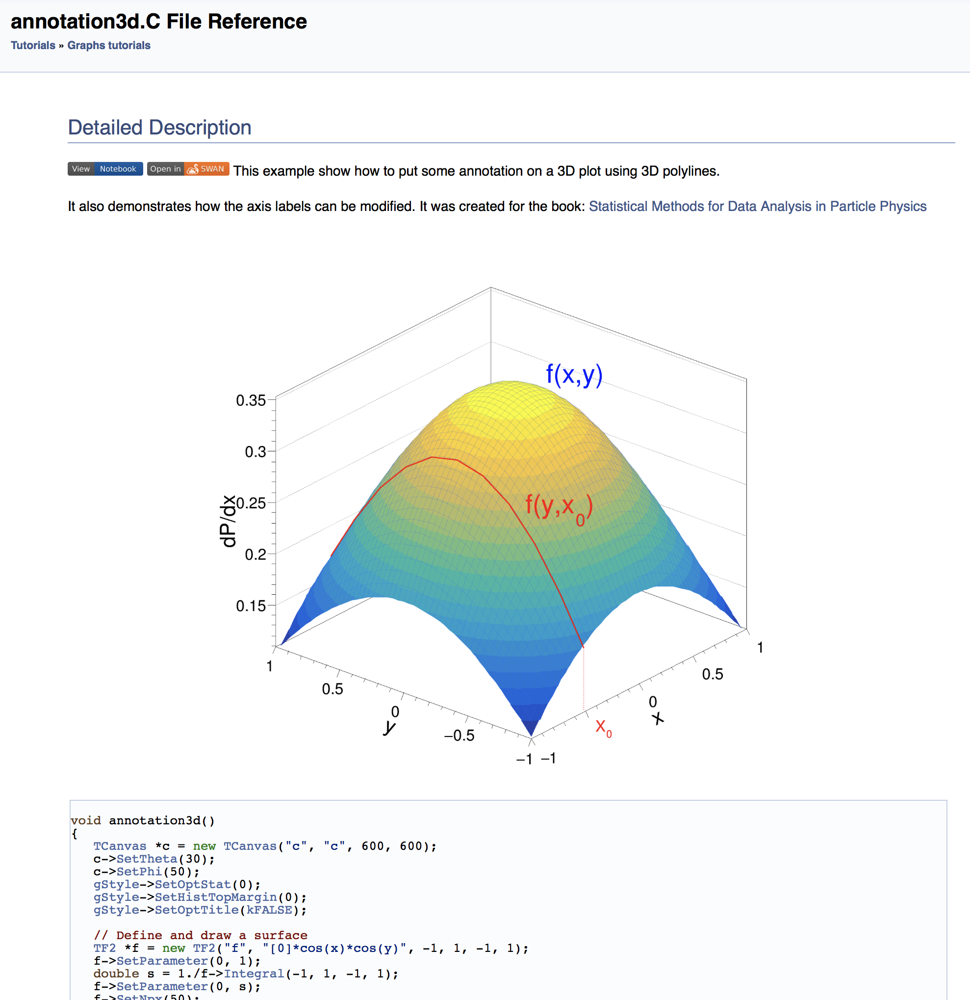 annotation3d.C File Reference
Tutorials » Graphs tutorials
Detailed Description
View Notebook Open in SWAN This example show how to put some annotation on a 3D plot using 3D polylines.
It also demonstrates how the axis labels can be modified. It was created for the book: Statistical Methods for Data Analysis in Particle Physics
f(x,y)
0.35
0.3
f(y,x0)
0.25
dP/dx
0.2
0.15
1
1
0.5
0.5
0
0
x
y
x0
−0.5
−1 −1
void annotation3d()
{
TCanvas *c = new TCanvas("c", "c", 600, 600);
c->SetTheta(30);
c->SetPhi(50);
gStyle->SetOptStat(0);
gStyle->SetHistTopMargin(0);
gStyle->SetOptTitle(kFALSE);
// Define and draw a surface
TF2 *f = new TF2("f", "[0]*cos(x)*cos(y)", -1, 1, -1, 1);
f->SetParameter(0, 1);
double s = 1./f->Integral(-1, 1, -1, 1);
f->SetParameter(0, s);
f->SetNpx(50);